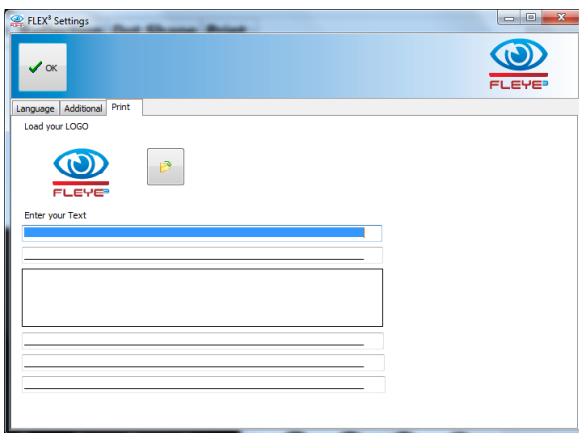 FLEX³ Settings
OK
FLEYE³
Language Additional Print
Load your LOGO
FLEYE³
Enter your Text